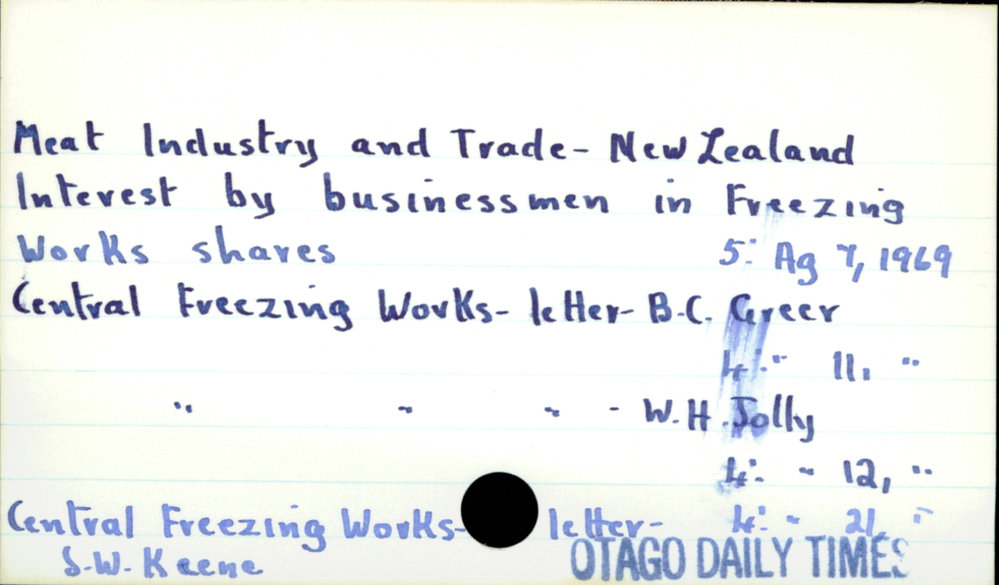 Meat Industry and Trade- New Zealand
Interest by businessmen in Freezing
Works shares 5: Ag 7, 1969
Central Freezing Works- letter- B.C. Greer
4: " 11, "
" " " - W.H. Jolly
4: " 12, "
Central Freezing Works- letter- 4: " 21 "
S.W. Keene
OTAGO DAILY TIMES